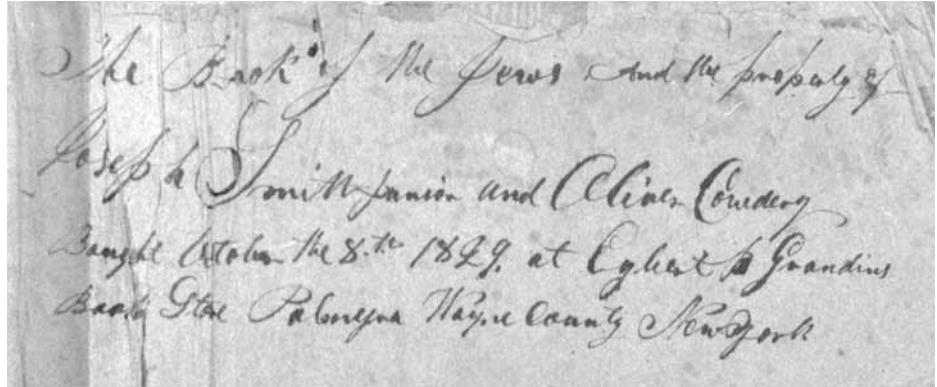 The Book of the Jews And the property of
Joseph Smith Junior and Oliver Cowdery
Bought October the 8th 1829 at Egbert B Grandins
Book Store Palmyra Wayne County New York